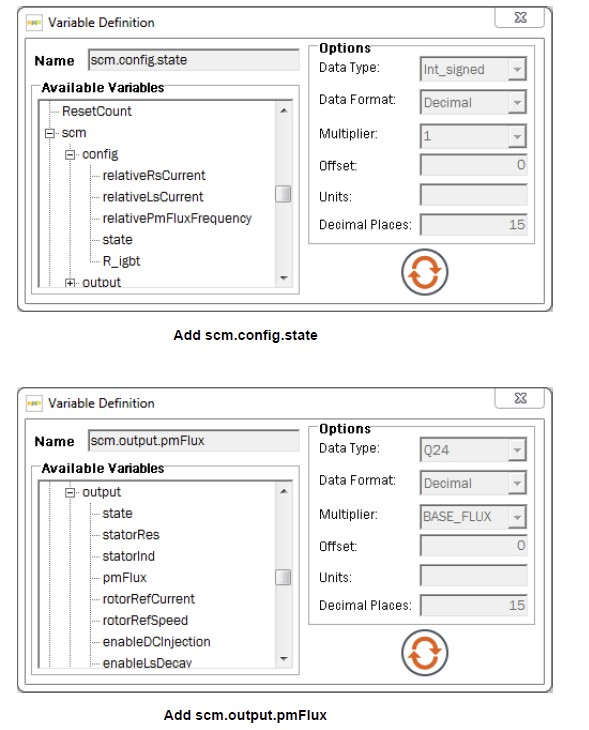 NXP Variable Definition
Name scm.config.state
Available Variables
ResetCount
scm
config
relativeRsCurrent
relativeLsCurrent
relativePmFluxFrequency
state
R_igbt
output
Options
Data Type: Int_signed
Data Format: Decimal
Multiplier: 1
Offset: 0
Units:
Decimal Places: 15
Add scm.config.state
NXP Variable Definition
Name scm.output.pmFlux
Available Variables
output
state
statorRes
statorInd
pmFlux
rotorRefCurrent
rotorRefSpeed
enableDCInjection
enableLsDecay
Options
Data Type: Q24
Data Format: Decimal
Multiplier: BASE_FLUX
Offset: 0
Units:
Decimal Places: 15
Add scm.output.pmFlux